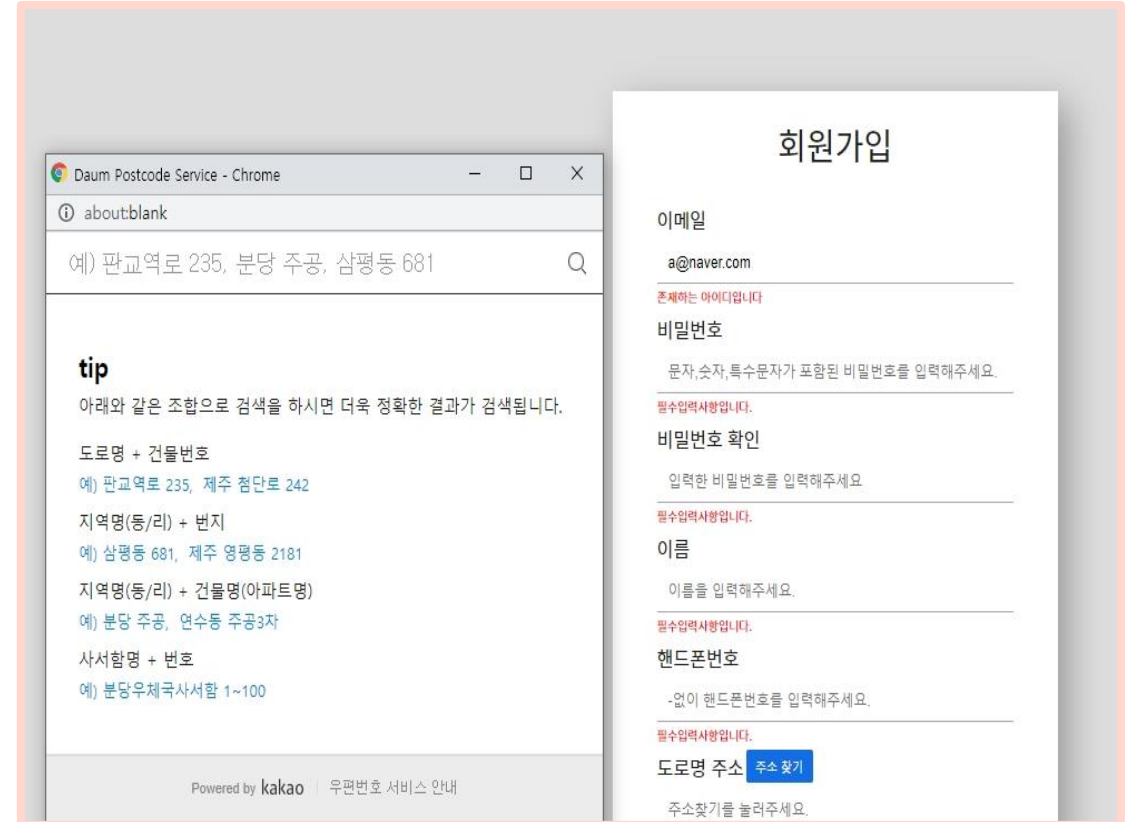 Daum Postcode Service - Chrome
about:blank
예) 판교역로 235, 분당 주공, 삼평동 681
tip
아래와 같은 조합으로 검색을 하시면 더욱 정확한 결과가 검색됩니다.
도로명 + 건물번호
예) 판교역로 235, 제주 첨단로 242
지역명(동/리) + 번지
예) 삼평동 681, 제주 영평동 2181
지역명(동/리) + 건물명(아파트명)
예) 분당 주공, 연수동 주공3차
사서함명 + 번호
예) 분당우체국사서함 1~100
Powered by kakao 우편번호 서비스 안내
회원가입
이메일
a@naver.com
존재하는 아이디입니다
비밀번호
문자,숫자,특수문자가 포함된 비밀번호를 입력해주세요.
필수입력사항입니다.
비밀번호 확인
입력한 비밀번호를 입력해주세요
필수입력사항입니다.
이름
이름을 입력해주세요.
필수입력사항입니다.
핸드폰번호
-없이 핸드폰번호를 입력해주세요.
필수입력사항입니다.
도로명 주소 주소 찾기
주소찾기를 눌러주세요.